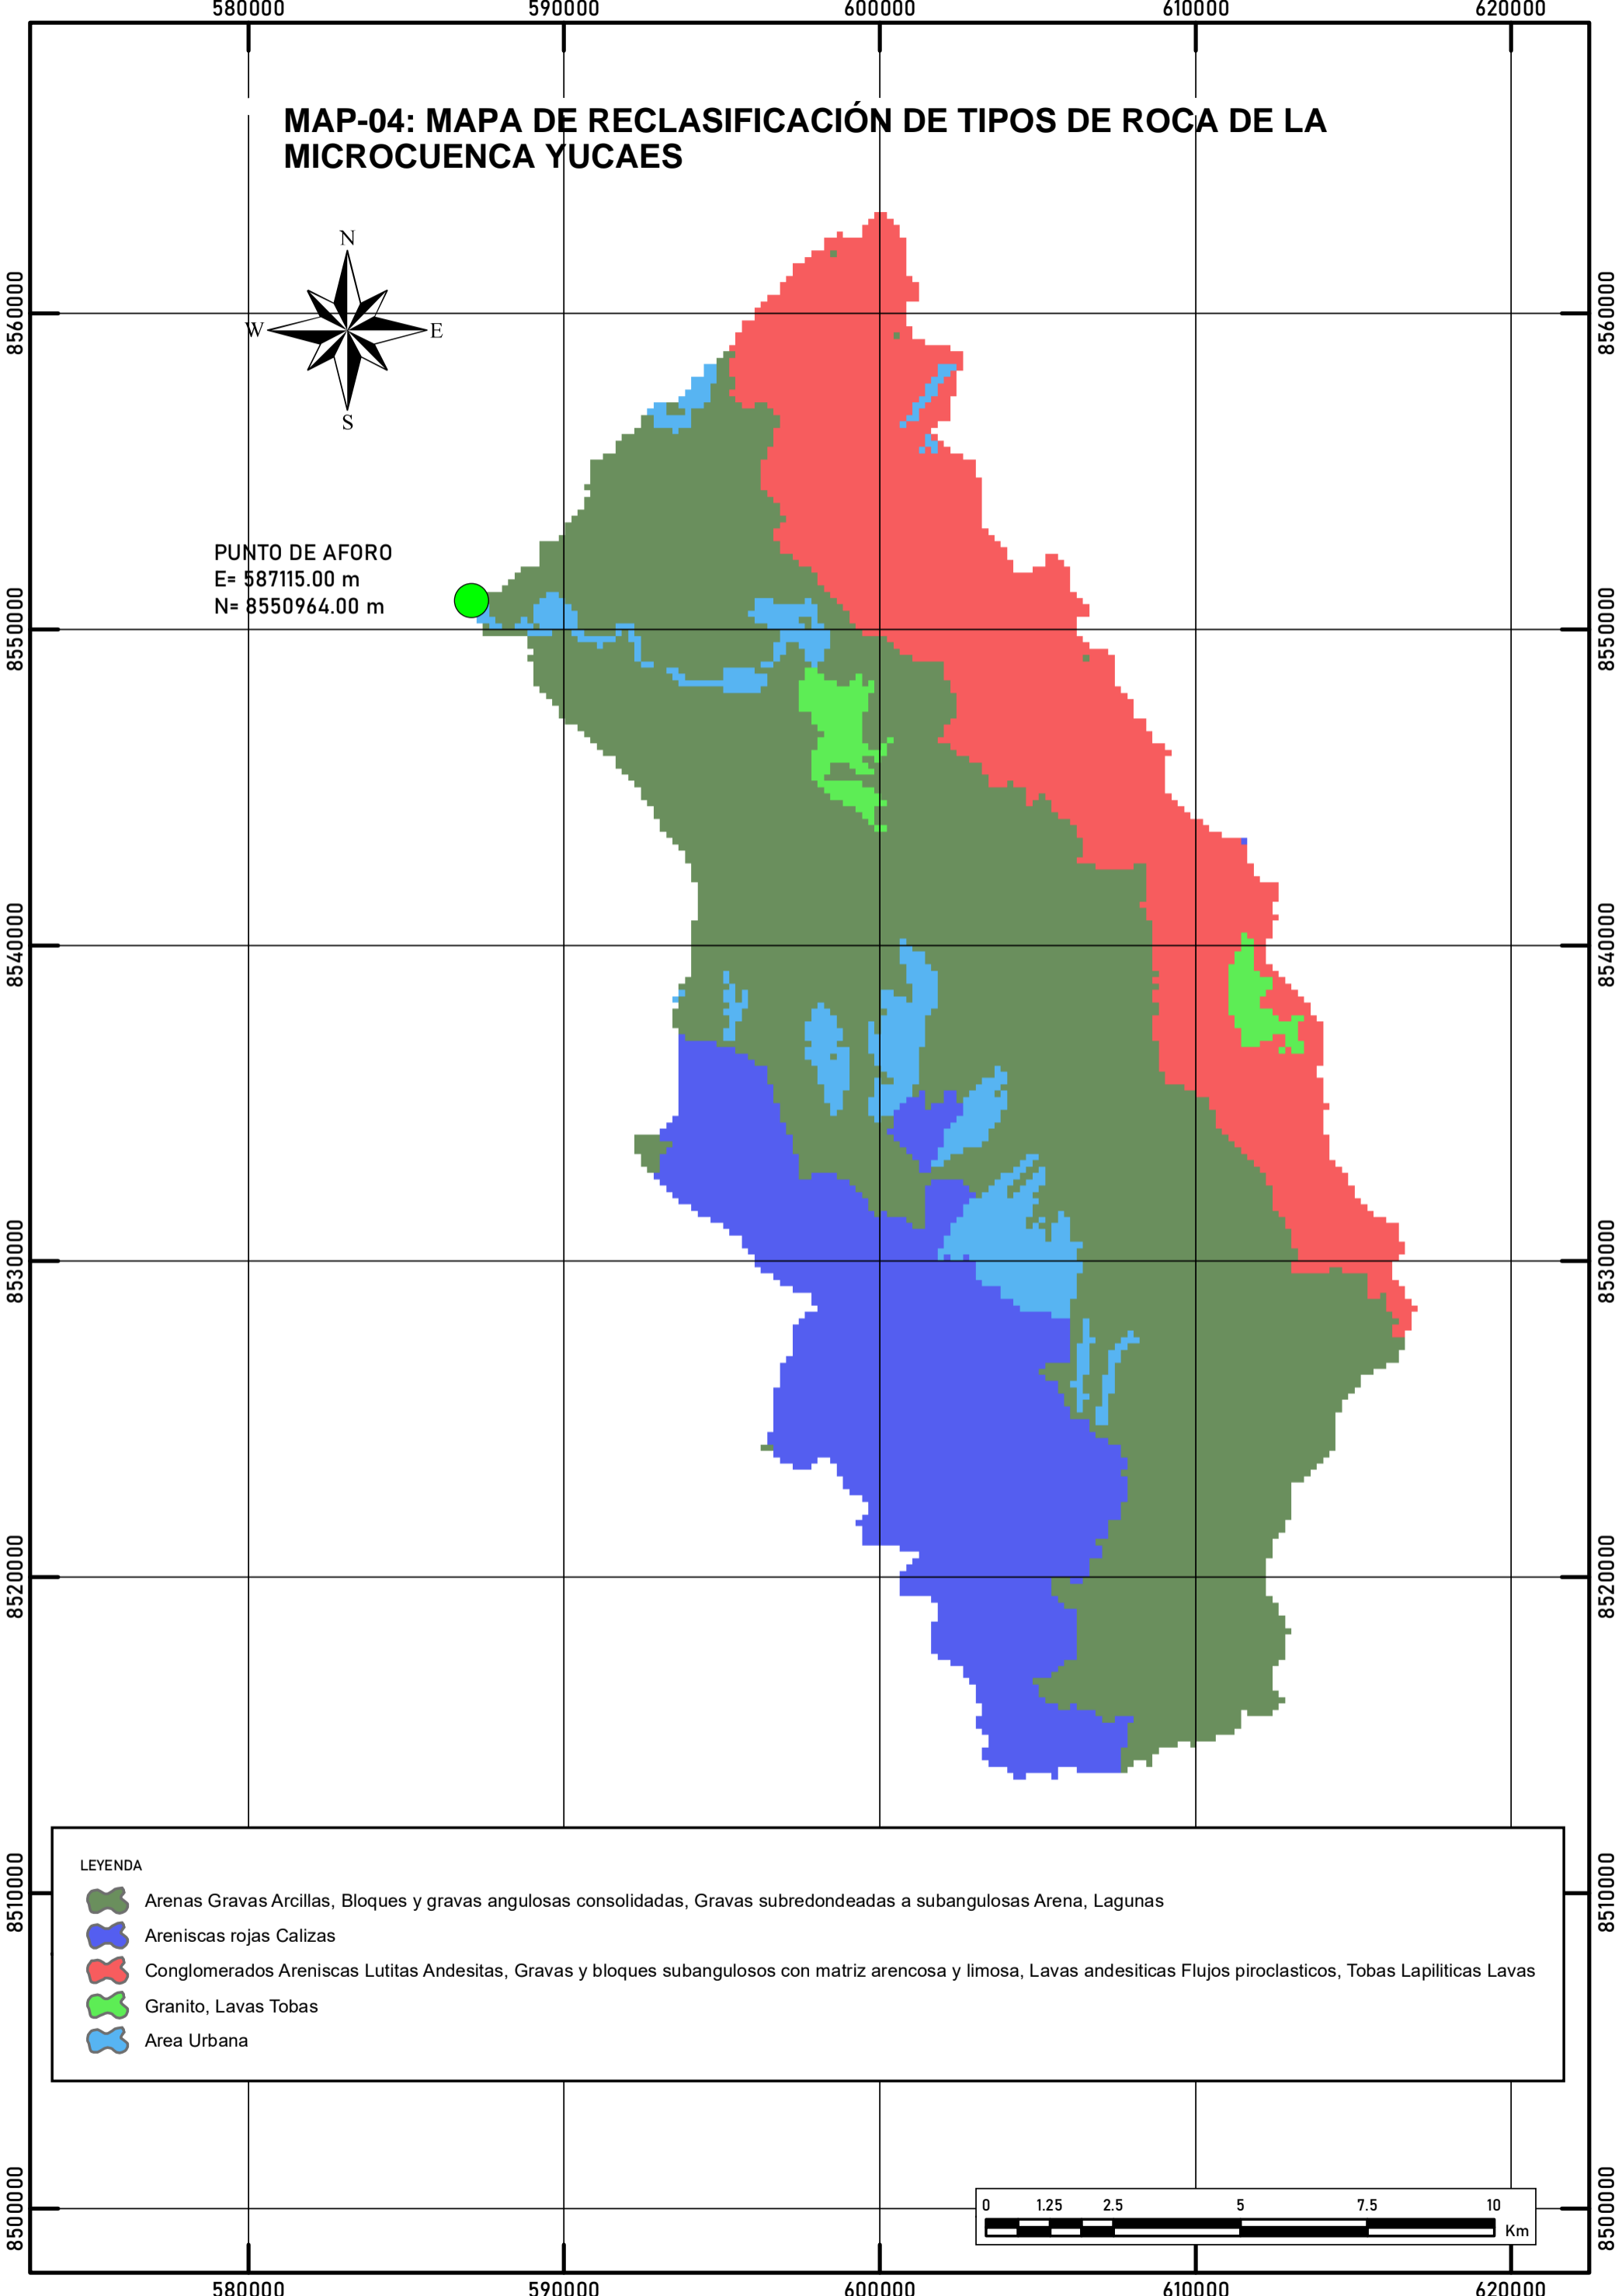 580000 590000 600000 610000 620000
MAP-04: MAPA DE RECLASIFICACIÓN DE TIPOS DE ROCA DE LA
MICROCUENCA YUCAES
N
W E
S
8560000 8560000
PUNTO DE AFORO
E= 587115.00 m
N= 8550964.00 m
8550000 8550000
8540000 8540000
8530000 8530000
8520000 8520000
LEYENDA
8510000 8510000
Arenas Gravas Arcillas, Bloques y gravas angulosas consolidadas, Gravas subredondeadas a subangulosas Arena, Lagunas
Areniscas rojas Calizas
Conglomerados Areniscas Lutitas Andesitas, Gravas y bloques subangulosos con matriz arencosa y limosa, Lavas andesiticas Flujos piroclasticos, Tobas Lapiliticas Lavas
Granito, Lavas Tobas
Area Urbana
8500000 8500000
0 1.25 2.5 5 7.5 10
Km
580000 590000 600000 610000 620000